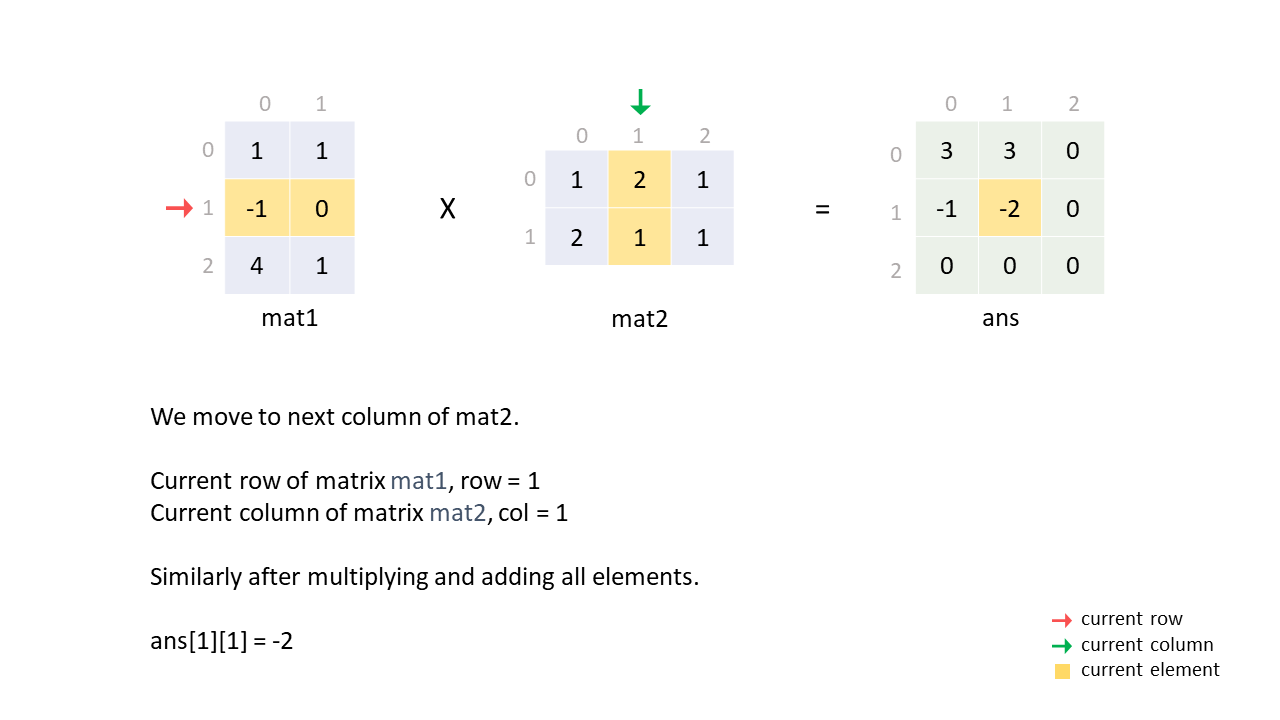 0 1
0 1 1
1 -1 0
2 4 1
mat1
X
0 1 2
0 1 2 1
1 2 1 1
mat2
=
0 1 2
0 3 3 0
1 -1 -2 0
2 0 0 0
ans
We move to next column of mat2.
Current row of matrix mat1, row = 1
Current column of matrix mat2, col = 1
Similarly after multiplying and adding all elements.
ans[1][1] = -2
current row
current column
current element